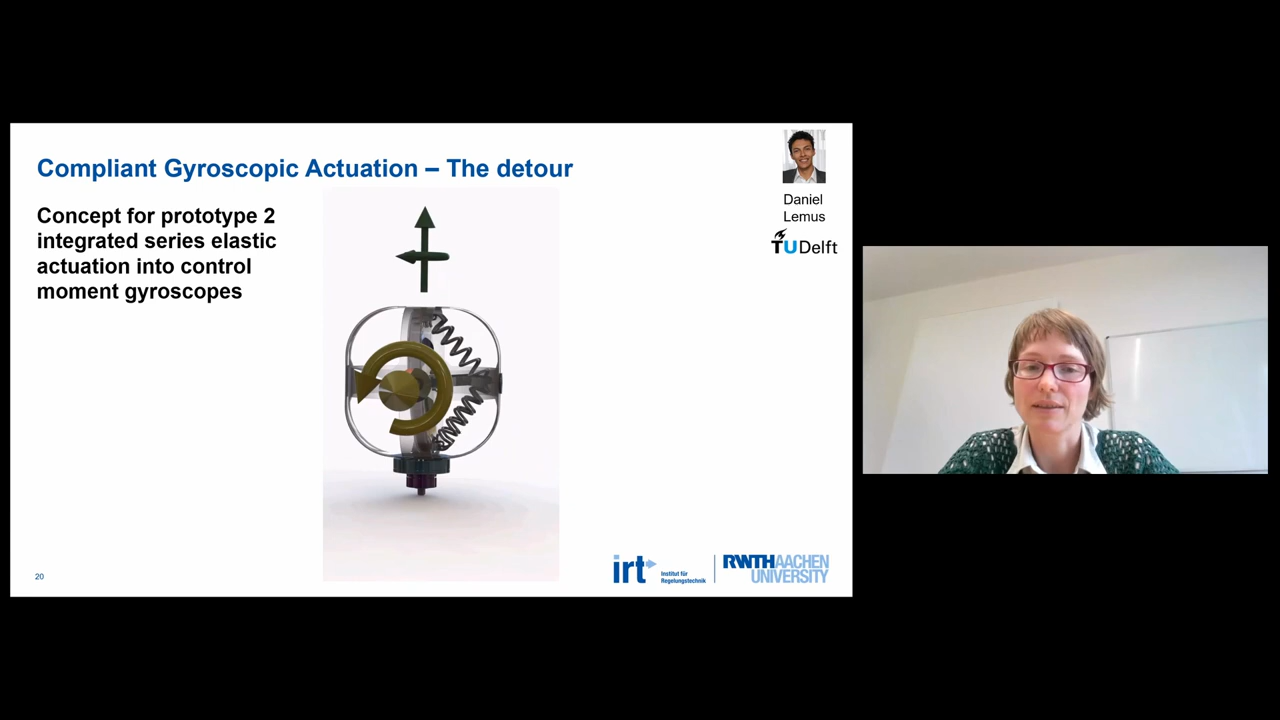 Compliant Gyroscopic Actuation – The detour
Concept for prototype 2
integrated series elastic
actuation into control
moment gyroscopes
Daniel
Lemus
TUDelft
20
irt
Institut für
Regelungstechnik
RWTHAACHEN
UNIVERSITY